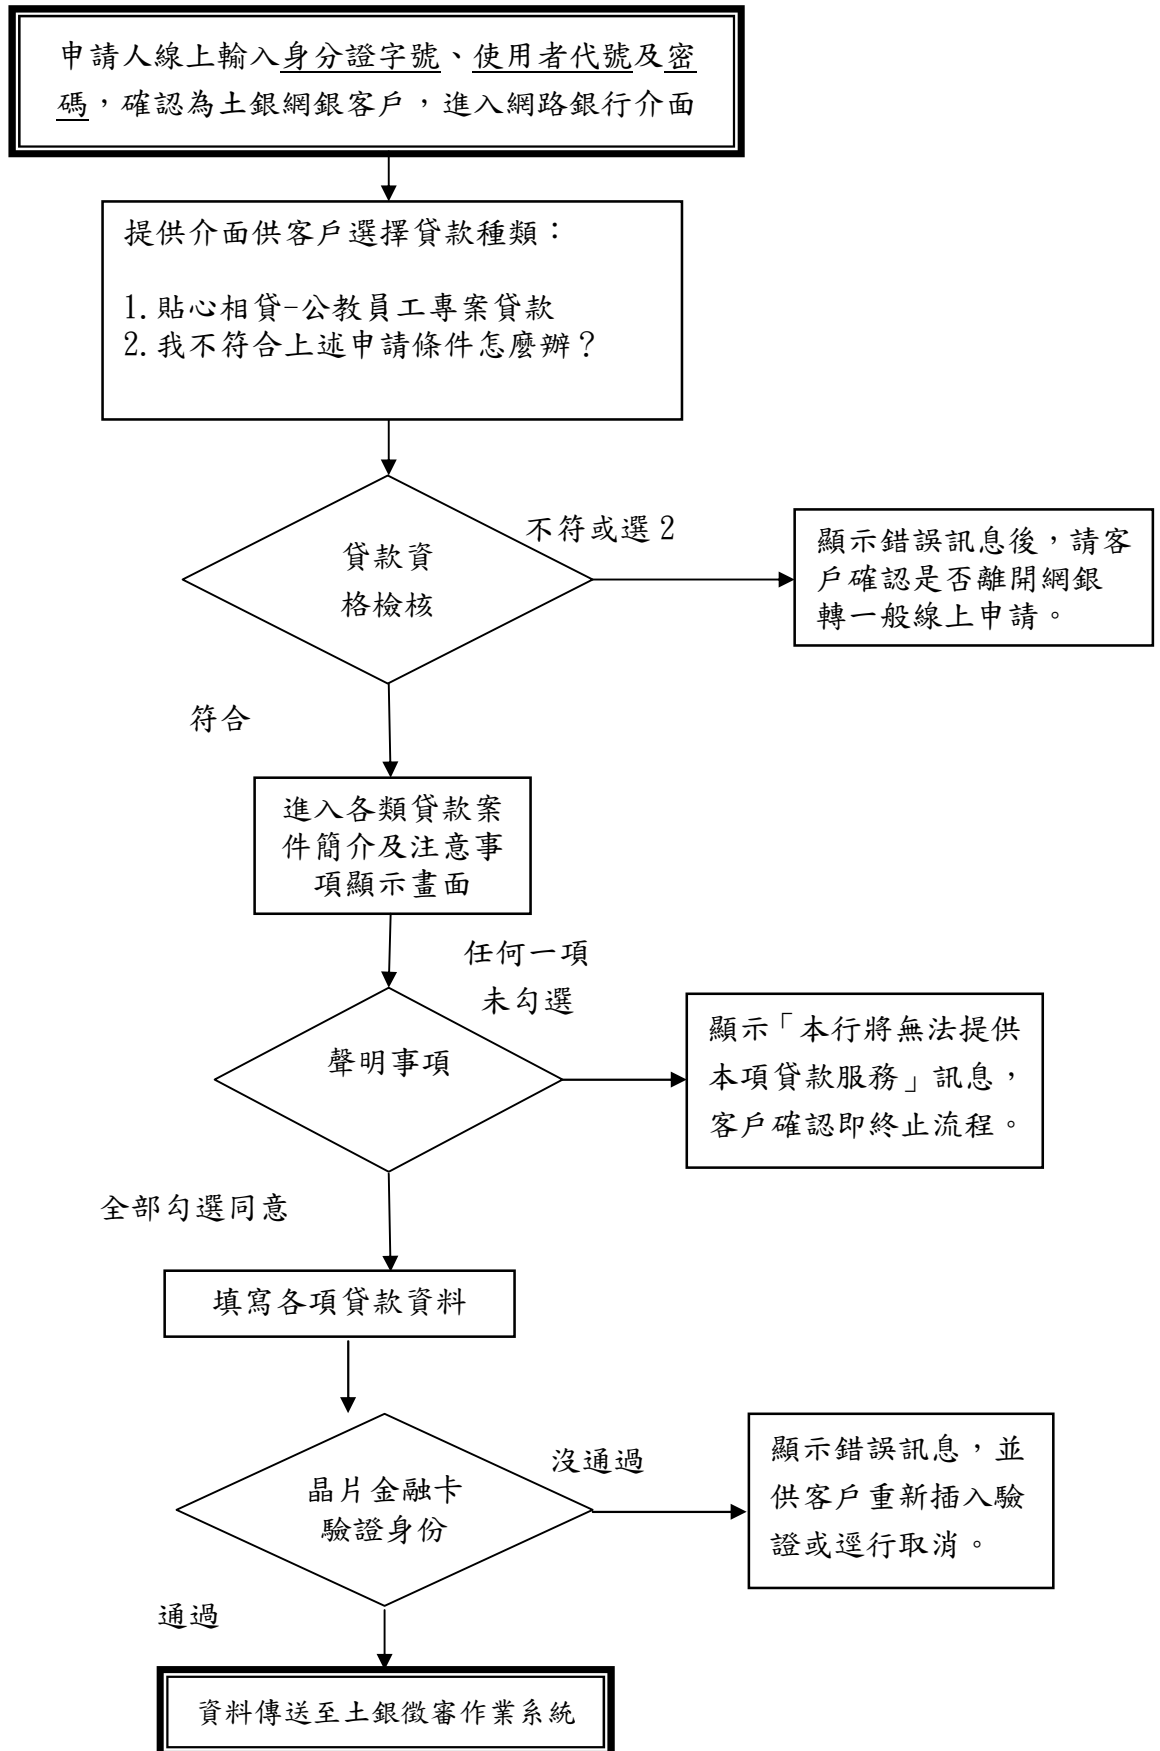 申請人線上輸入身分證字號、使用者代號及密
碼，確認為土銀網銀客戶，進入網路銀行介面
提供介面供客戶選擇貸款種類：
1.貼心相貸-公教員工專案貸款
2.我不符合上述申請條件怎麼辦？
貸款資
格檢核
不符或選 2
顯示錯誤訊息後，請客
戶確認是否離開網銀
轉一般線上申請。
符合
進入各類貸款案
件簡介及注意事
項顯示畫面
任何一項
未勾選
聲明事項
顯示「本行將無法提供
本項貸款服務」訊息，
客戶確認即終止流程。
全部勾選同意
填寫各項貸款資料
晶片金融卡
驗證身份
沒通過
顯示錯誤訊息，並
供客戶重新插入驗
證或逕行取消。
通過
資料傳送至土銀徵審作業系統